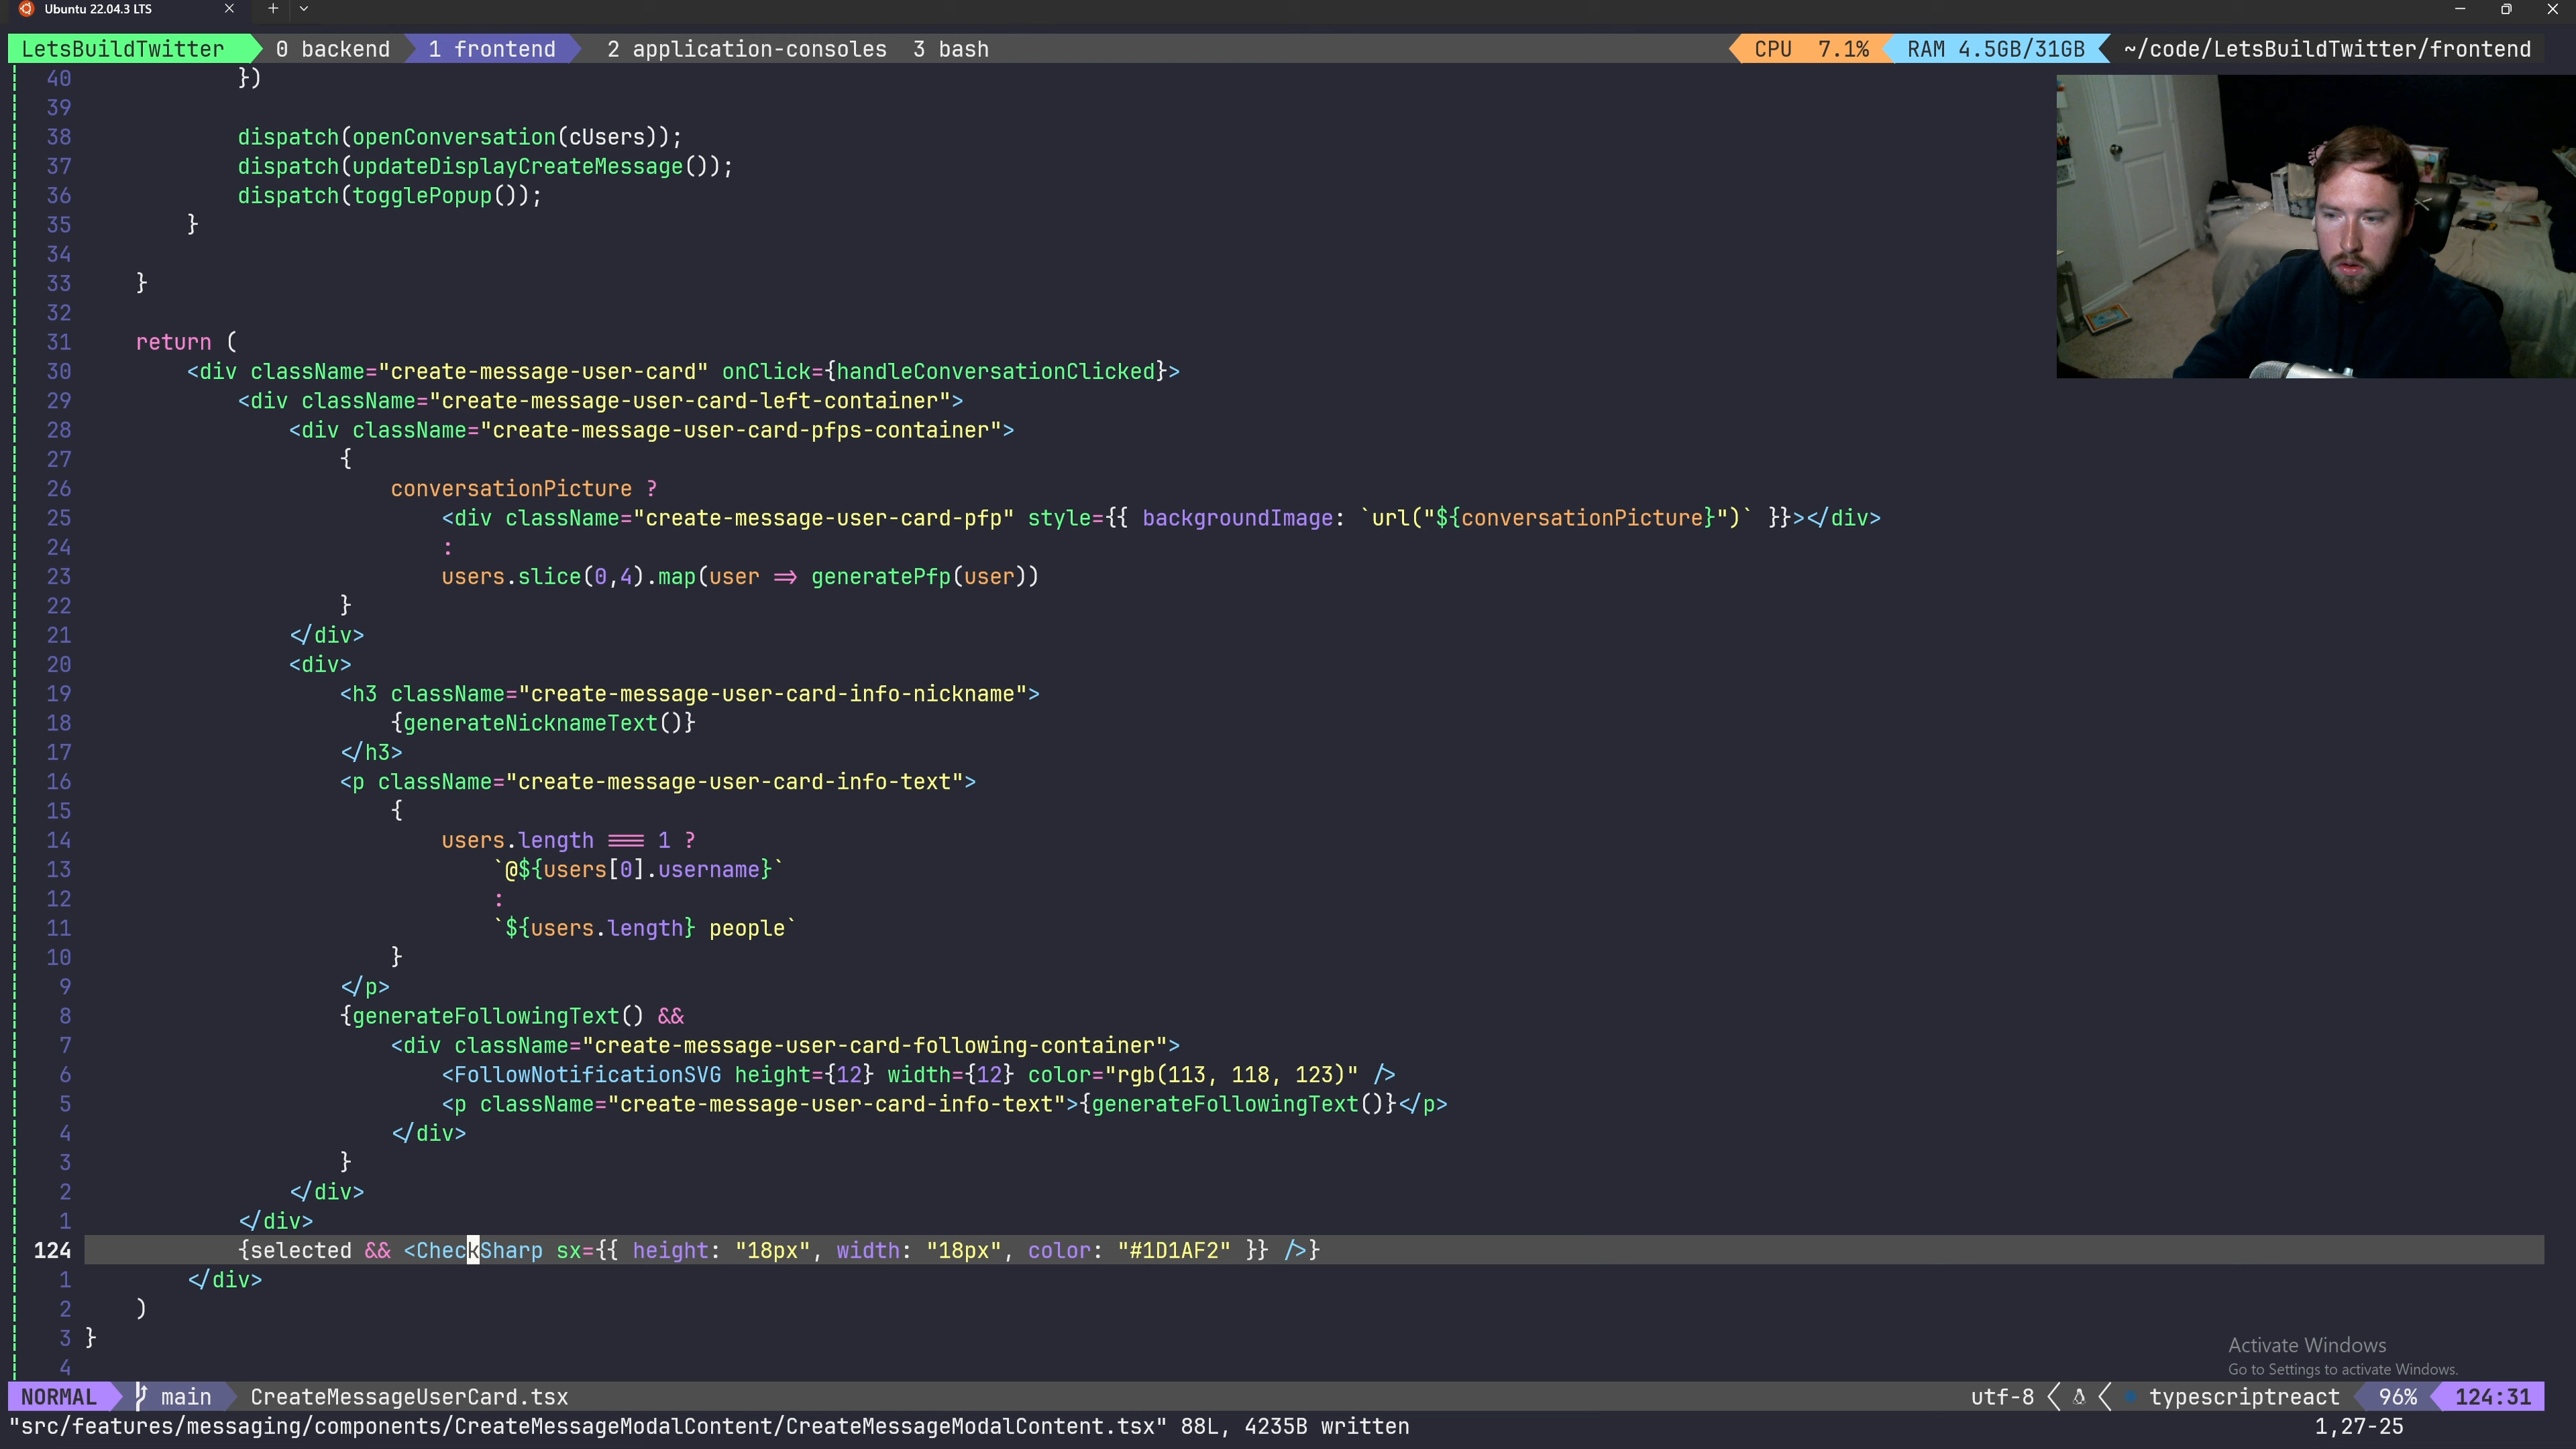 Ubuntu 22.04.3 LTS
LetsBuildTwitter 0 backend 1 frontend 2 application-consoles 3 bash CPU 7.1% RAM 4.5GB/31GB ~/code/LetsBuildTwitter/frontend
40 })
39
38 dispatch(openConversation(cUsers));
37 dispatch(updateDisplayCreateMessage());
36 dispatch(togglePopup());
35 }
34
33 }
32
31 return (
30 <div className="create-message-user-card" onClick={handleConversationClicked}>
29 <div className="create-message-user-card-left-container">
28 <div className="create-message-user-card-pfps-container">
27 {
26 conversationPicture ?
25 <div className="create-message-user-card-pfp" style={{ backgroundImage: `url("${conversationPicture}")` }}></div>
24 :
23 users.slice(0,4).map(user => generatePfp(user))
22 }
21 </div>
20 <div>
19 <h3 className="create-message-user-card-info-nickname">
18 {generateNicknameText()}
17 </h3>
16 <p className="create-message-user-card-info-text">
15 {
14 users.length === 1 ?
13 `@${users[0].username}`
12 :
11 `${users.length} people`
10 }
9 </p>
8 {generateFollowingText() &&
7 <div className="create-message-user-card-following-container">
6 <FollowNotificationSVG height={12} width={12} color="rgb(113, 118, 123)" />
5 <p className="create-message-user-card-info-text">{generateFollowingText()}</p>
4 </div>
3 }
2 </div>
1 </div>
124 {selected && <CheckSharp sx={{ height: "18px", width: "18px", color: "#1D1AF2" }} />}
1 </div>
2 )
3 }
4
Activate Windows
Go to Settings to activate Windows.
NORMAL main CreateMessageUserCard.tsx utf-8 typescriptreact 96% 124:31
"src/features/messaging/components/CreateMessageModalContent/CreateMessageModalContent.tsx" 88L, 4235B written 1,27-25